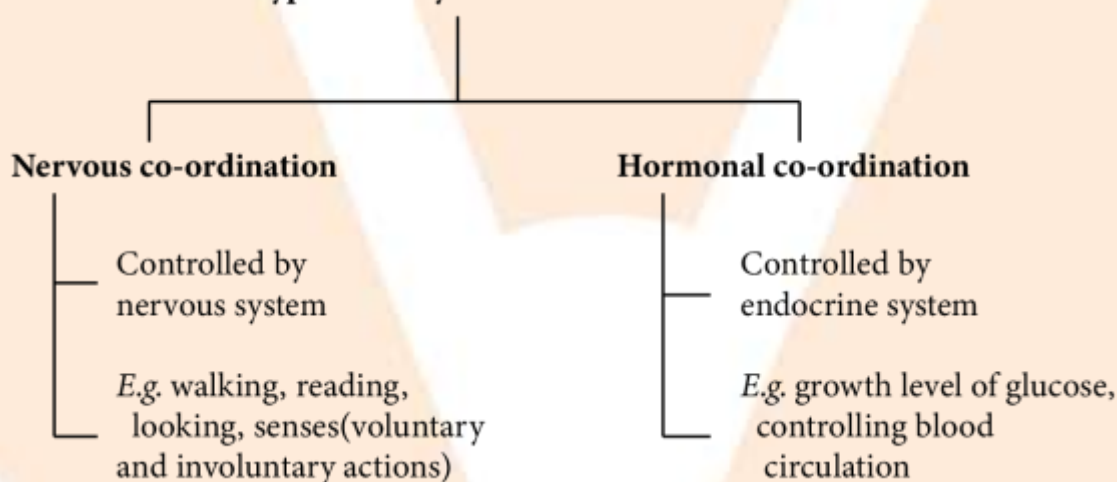 Nervous co-ordination
Hormonal co-ordination
Controlled by
nervous system
E.g. walking, reading,
looking, senses(voluntary
and involuntary actions)
Controlled by
endocrine system
E.g. growth level of glucose,
controlling blood
circulation